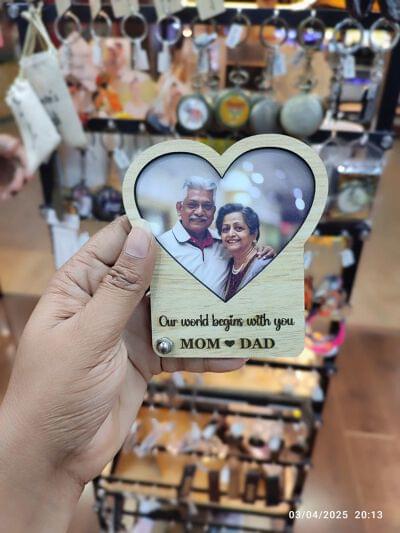 Our world begins with you
MOM ❤ DAD
03/04/2025 20:13